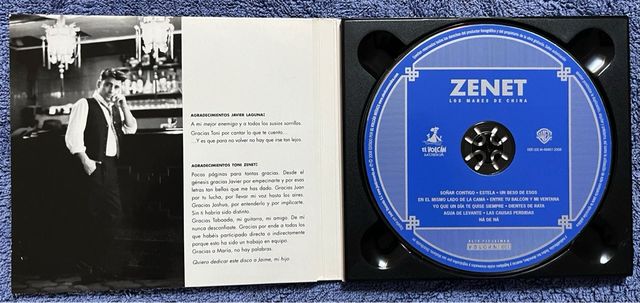 AGRADECIMIENTOS JAVIER LAGUNA:
A mi mejor enemigo y a todos los susios sorrillos.
Gracias Toni por cantar lo que te cuento...
...Y es que para no volver no hay que irse tan lejos.
AGRADECIMIENTOS TONI ZENET:
Pocas páginas para tantas gracias. Desde el
génesis gracias Javier por empecinarte y por esas
letras tan bellas que me has dado. Gracias Juan
por tu lucha, por llevar mi voz hasta los aires.
Gracias Joshua, por entenderlo y por implicarte.
Sin ti habría sido distinto.
Gracias Taboada, mi guitarra, mi amigo. De mi
nunca desconfiaste. Gracias por ende a todos los
que habéis participado directa o indirectamente
porque esto ha sido un trabajo en equipo.
Gracias a María, no hay palabras.
Quiero dedicar este disco a Jaime, mi hijo.
ZENET
LOS MARES DE CHINA
EL VOLCÁN
SOÑAR CONTIGO · ESTELA · UN BESO DE ESOS
EN EL MISMO LADO DE LA CAMA · ENTRE TU BALCÓN Y MI VENTANA
YO QUE UN DÍA TE QUISE SIEMPRE · DIENTES DE RATA
AGUA DE LEVANTE · LAS CAUSAS PERDIDAS
NÁ DE NÁ